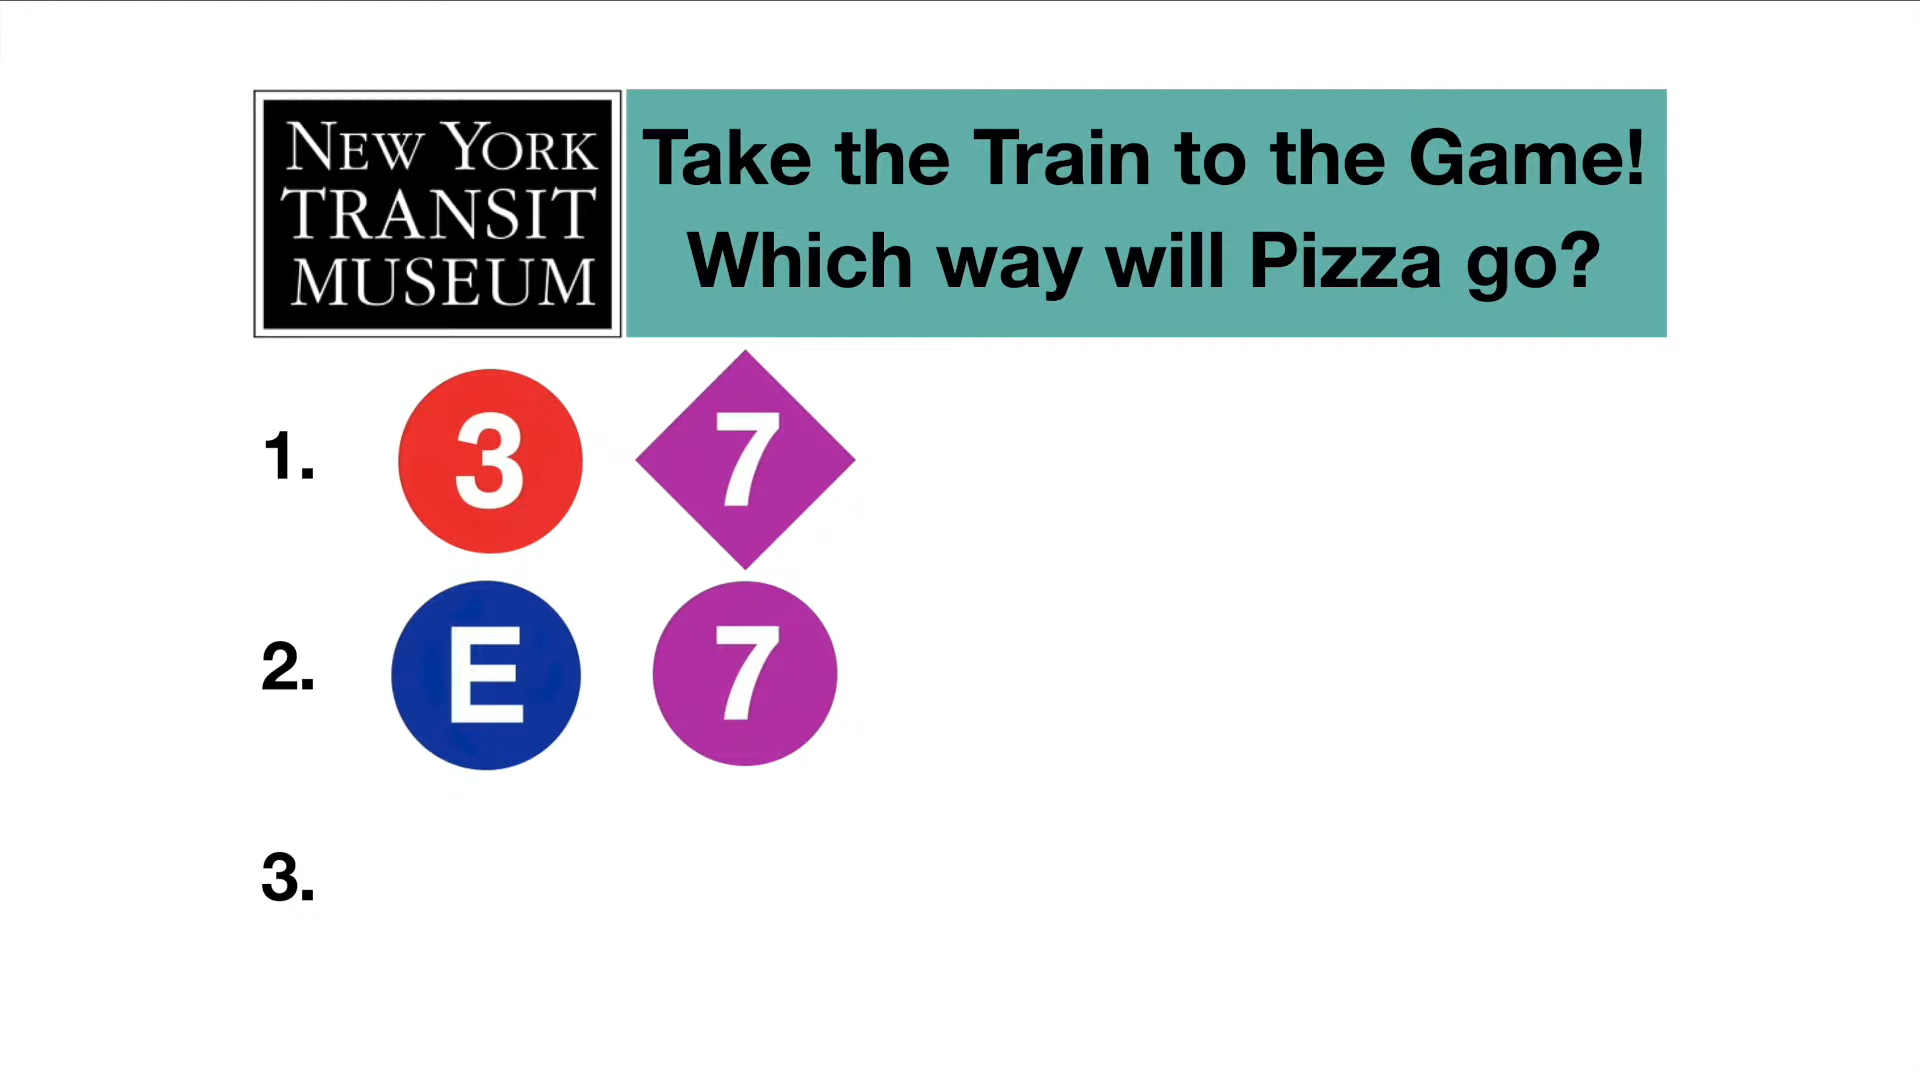 NEW YORK
TRANSIT
MUSEUM
Take the Train to the Game!
Which way will Pizza go?
1. 3 7
2. E 7
3.